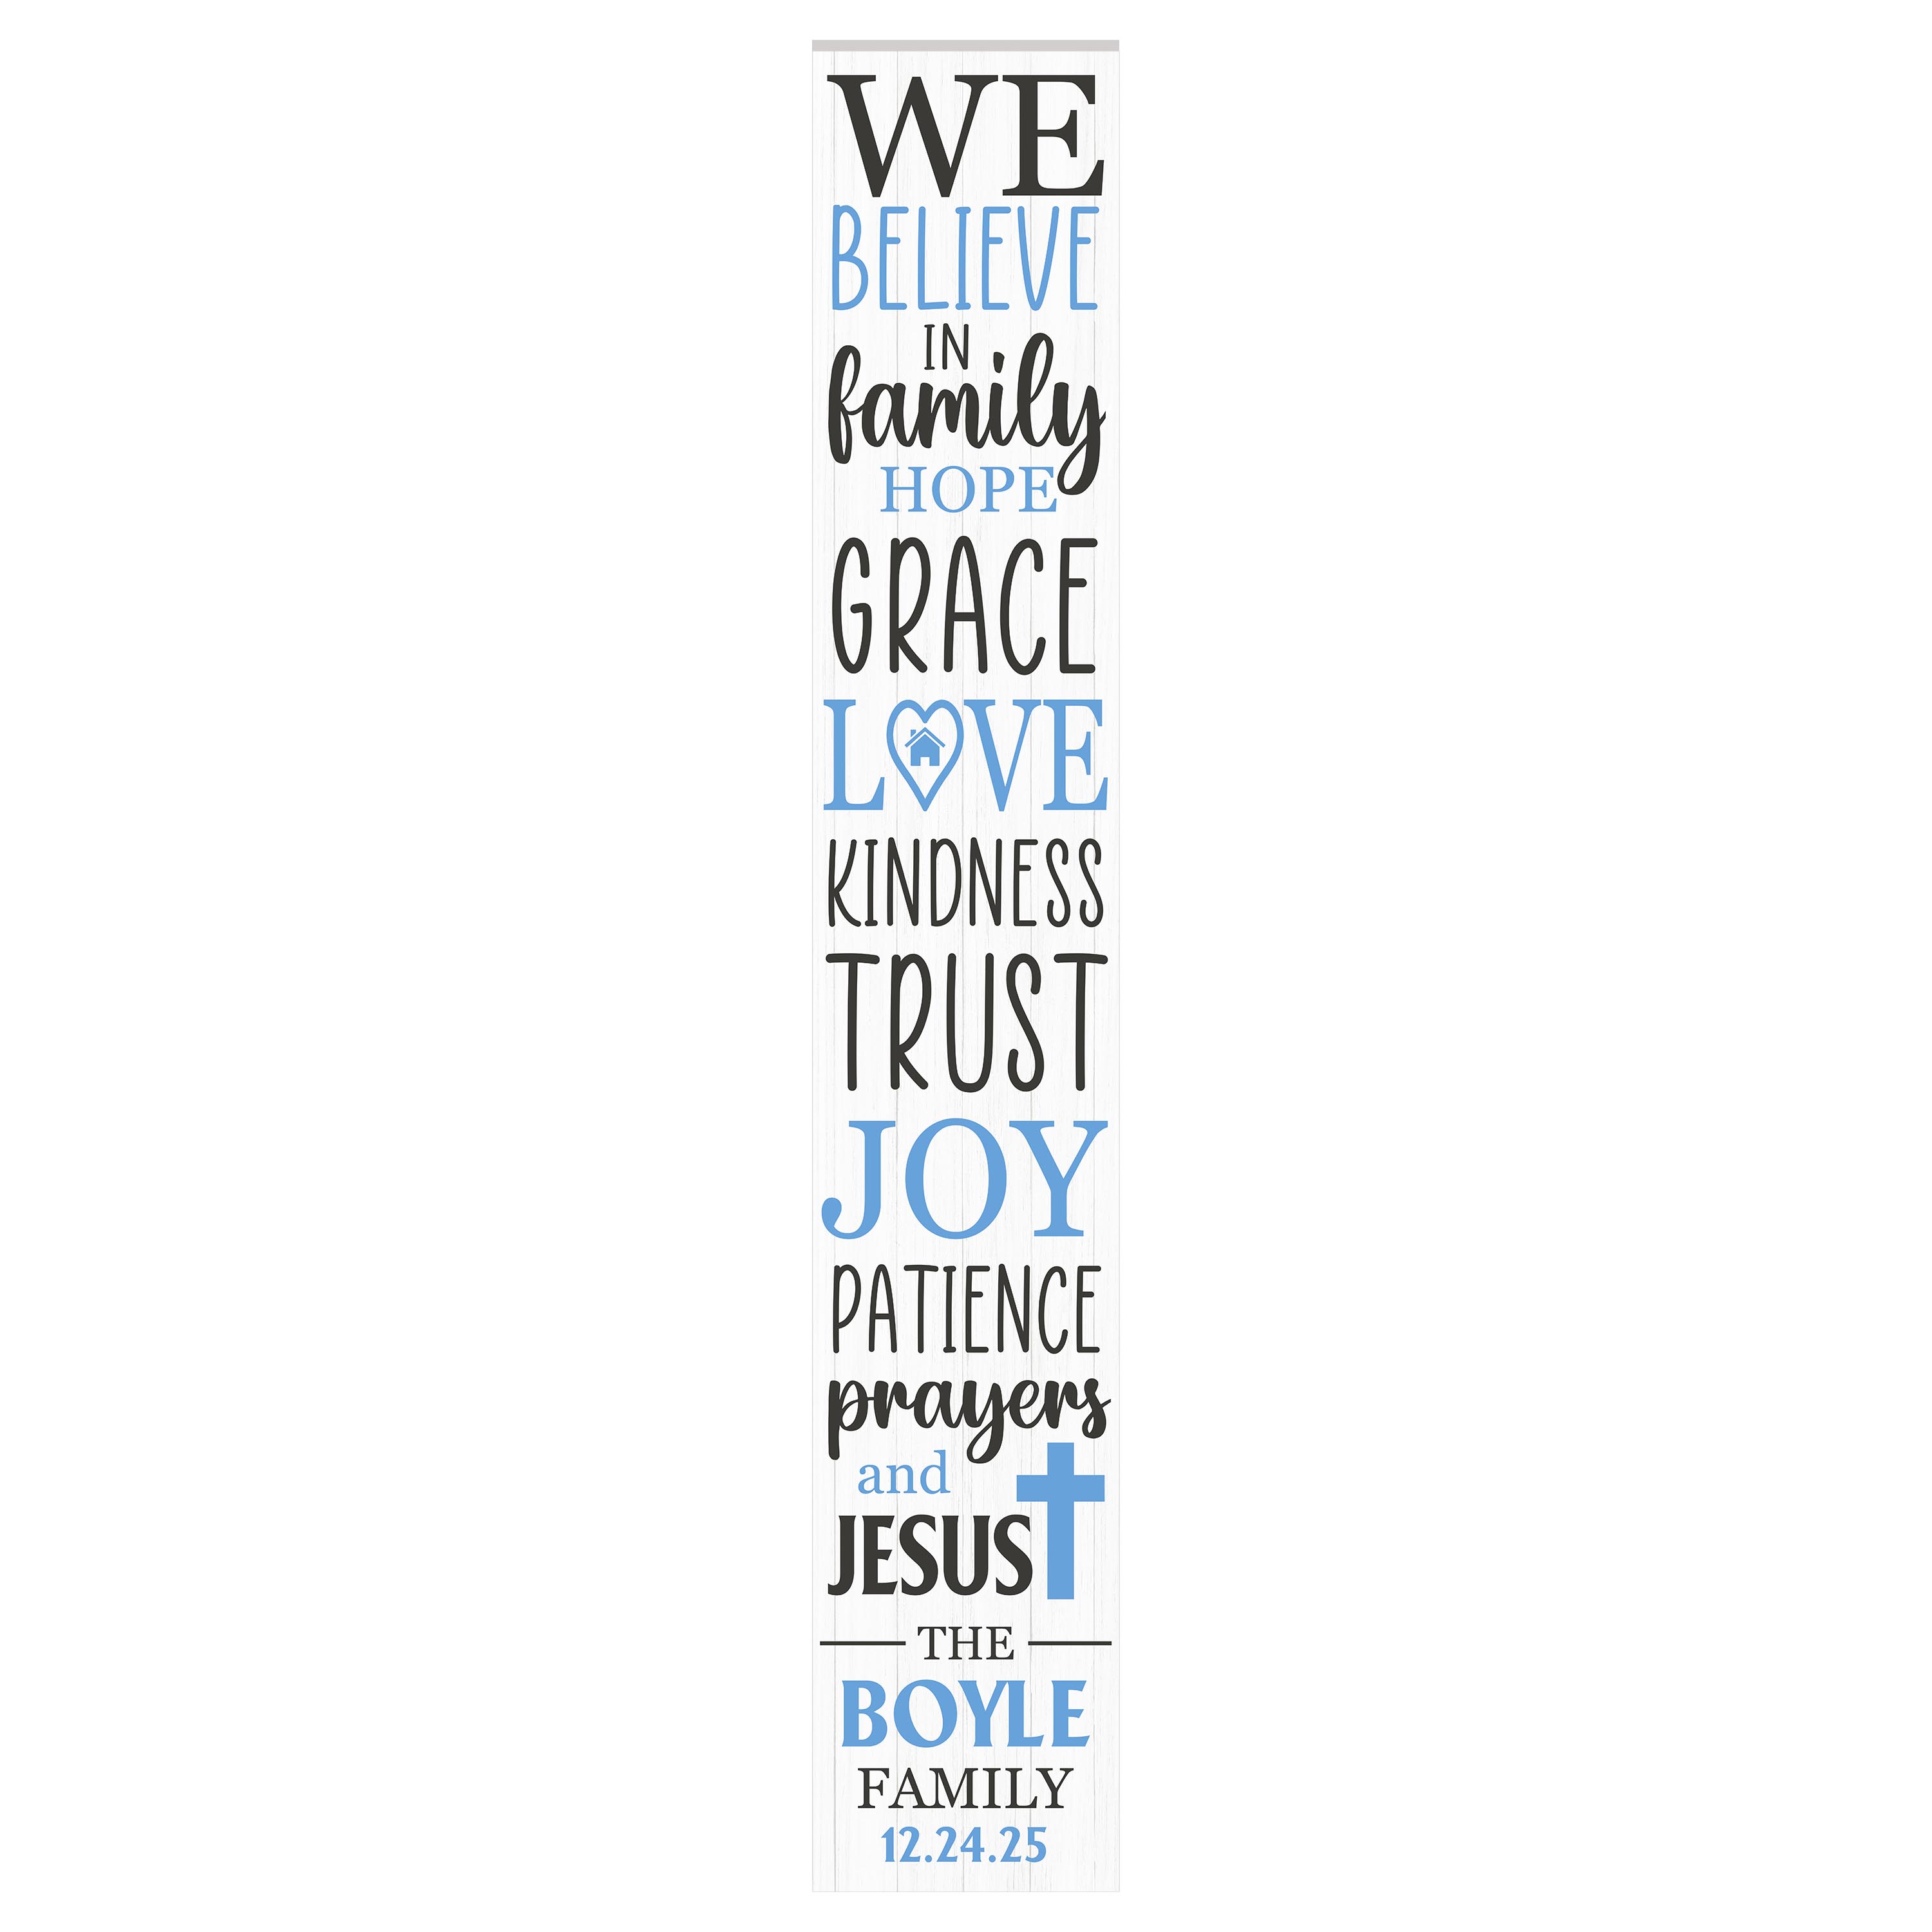 WE
BELIEVE
IN
family
HOPE
GRACE
LOVE
KINDNESS
TRUST
JOY
PATIENCE
prayers
and
JESUS
THE
BOYLE
FAMILY
12.24.25